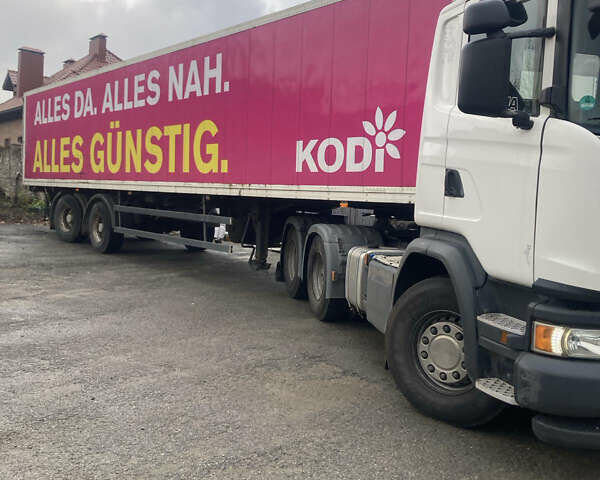 ALLES DA. ALLES NAH.
ALLES GÜNSTIG.
KODi